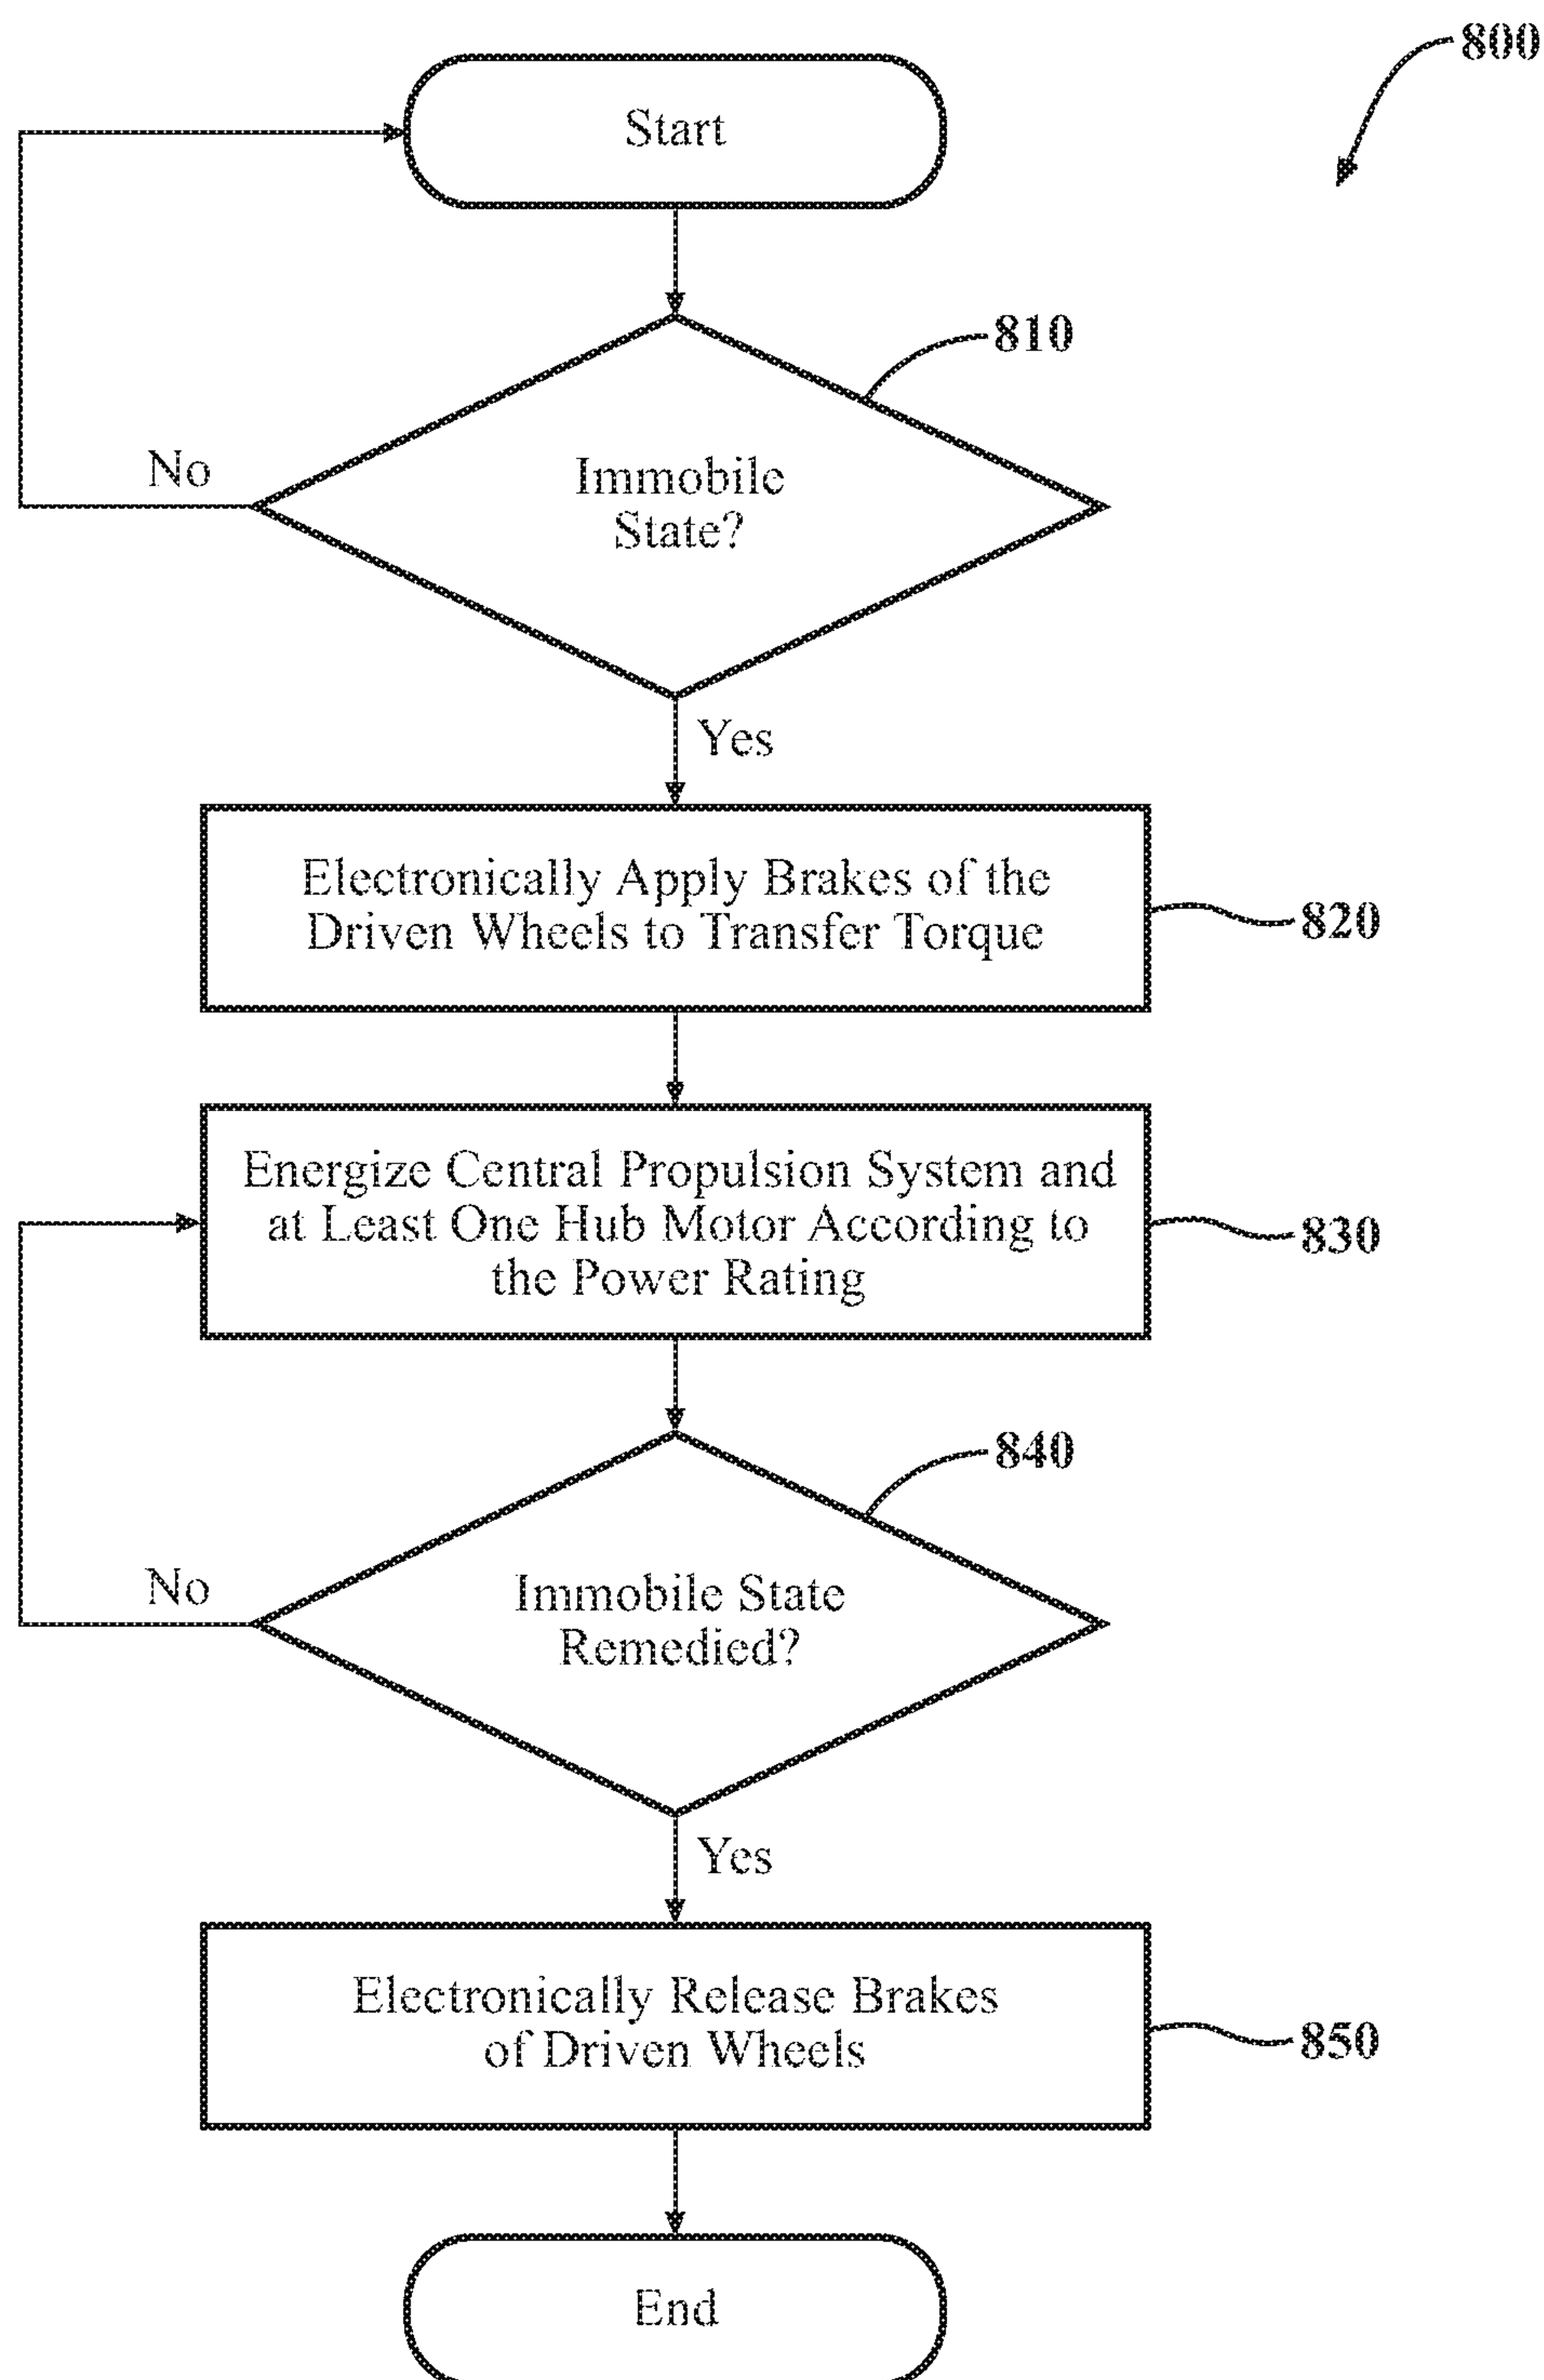 800
Start
810
Immobile
State?
No
Yes
Electronically Apply Brakes of the
Driven Wheels to Transfer Torque
820
Energize Central Propulsion System and
at Least One Hub Motor According to
the Power Rating
830
840
Immobile State
Remedied?
No
Yes
Electronically Release Brakes
of Driven Wheels
850
End